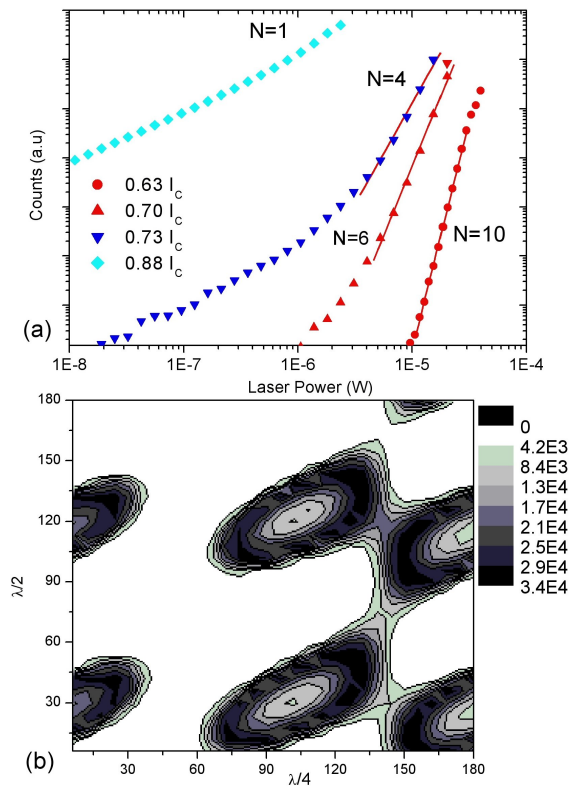 N=1
N=4
0.63 I_C
0.70 I_C
0.73 I_C
0.88 I_C
N=6
N=10
Counts (a.u)
(a)
1E-8 1E-7 1E-6 1E-5 1E-4
Laser Power (W)
180
150
120
90
60
30
λ/2
30 60 90 120 150 180
λ/4
(b)
0
4.2E3
8.4E3
1.3E4
1.7E4
2.1E4
2.5E4
2.9E4
3.4E4